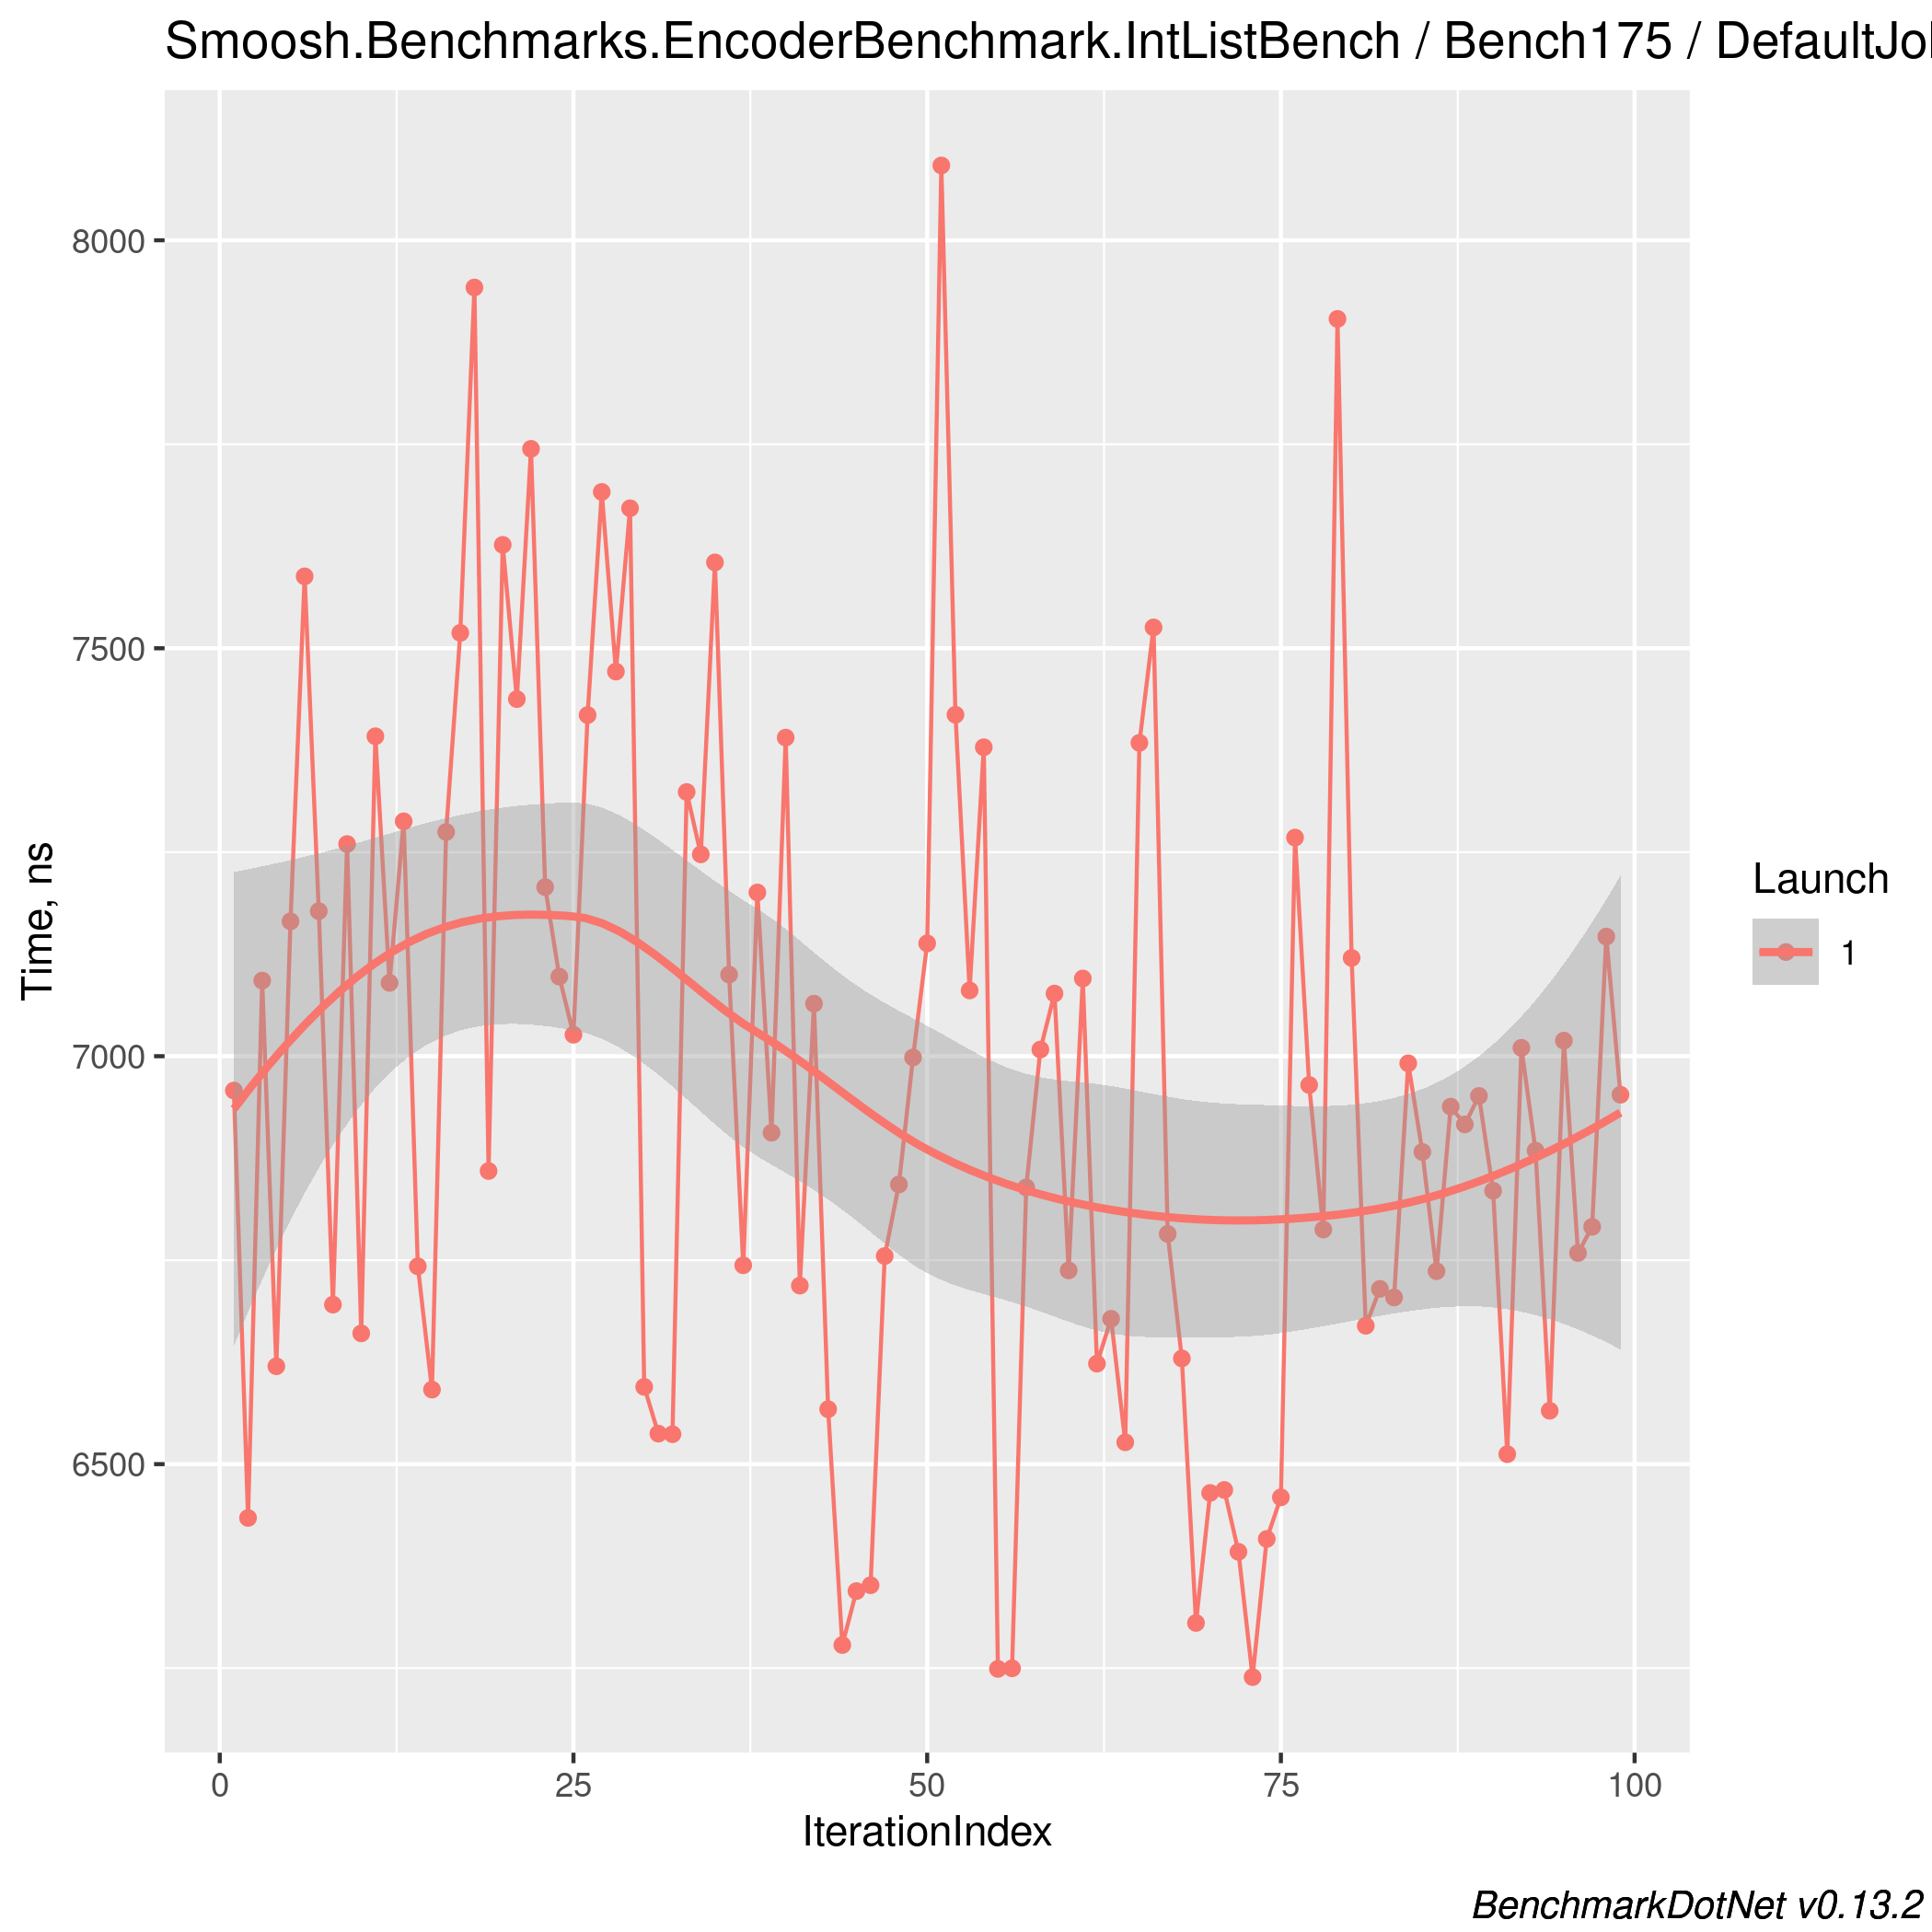 Smoosh.Benchmarks.EncoderBenchmark.IntListBench / Bench175 / DefaultJo
8000
7500
7000
6500
Time, ns
Launch
1
0 25 50 75 100
IterationIndex
BenchmarkDotNet v0.13.2